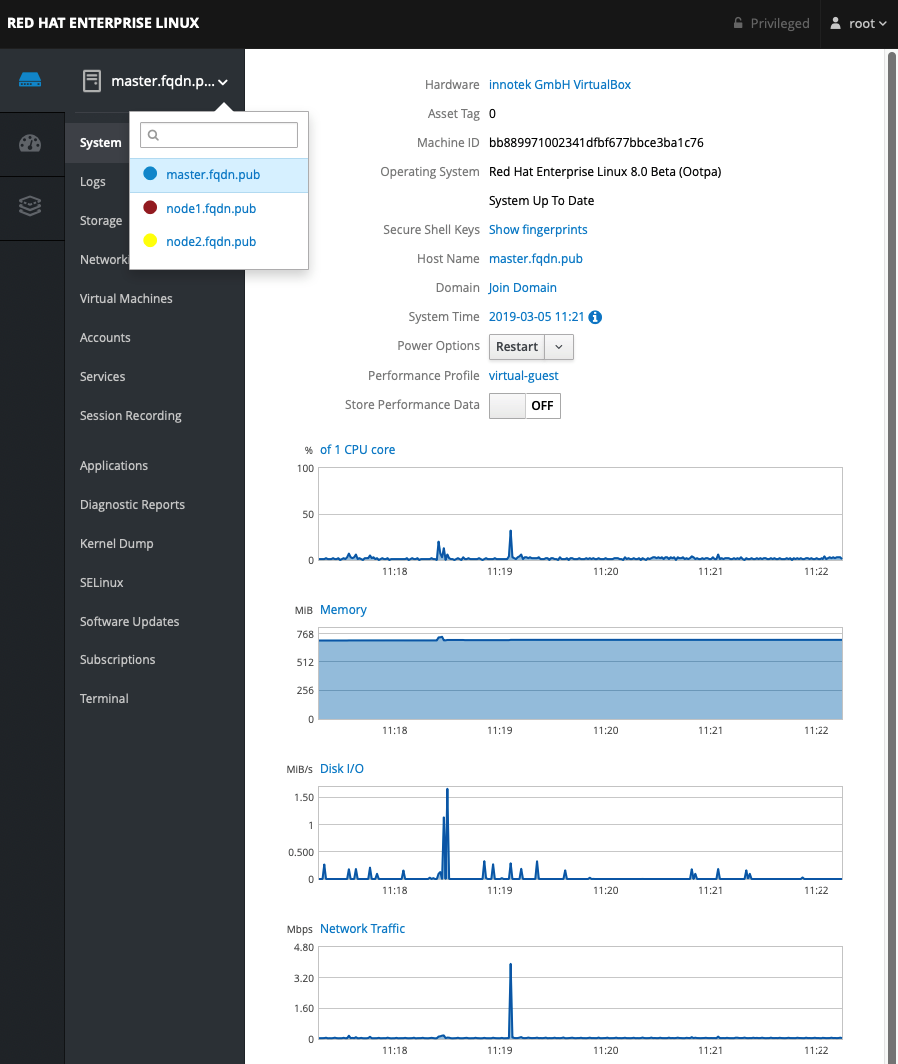 RED HAT ENTERPRISE LINUX
Privileged
root
master.fqdn.p...
master.fqdn.pub
node1.fqdn.pub
node2.fqdn.pub
System
Logs
Storage
Networki
Virtual Machines
Accounts
Services
Session Recording
Applications
Diagnostic Reports
Kernel Dump
SELinux
Software Updates
Subscriptions
Terminal
Hardware innotek GmbH VirtualBox
Asset Tag 0
Machine ID bb889971002341dfbf677bbce3ba1c76
Operating System Red Hat Enterprise Linux 8.0 Beta (Ootpa)
System Up To Date
Secure Shell Keys Show fingerprints
Host Name master.fqdn.pub
Domain Join Domain
System Time 2019-03-05 11:21
Power Options Restart
Performance Profile virtual-guest
Store Performance Data OFF
% of 1 CPU core
100
50
0
11:18 11:19 11:20 11:21 11:22
MiB Memory
768
512
256
0
11:18 11:19 11:20 11:21 11:22
MiB/s Disk I/O
1.50
1
0.500
0
11:18 11:19 11:20 11:21 11:22
Mbps Network Traffic
4.80
3.20
1.60
0
11:18 11:19 11:20 11:21 11:22